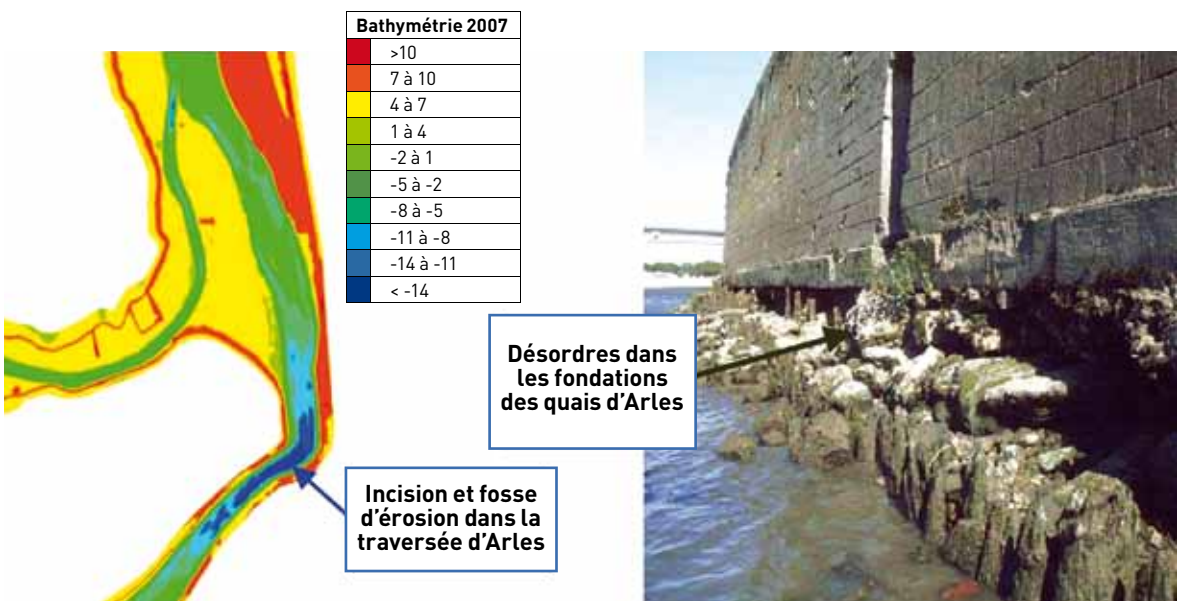 Bathymétrie 2007
>10
7 à 10
4 à 7
1 à 4
-2 à 1
-5 à -2
-8 à -5
-11 à -8
-14 à -11
< -14
Désordres dans
les fondations
des quais d’Arles
Incision et fosse
d’érosion dans la
traversée d’Arles